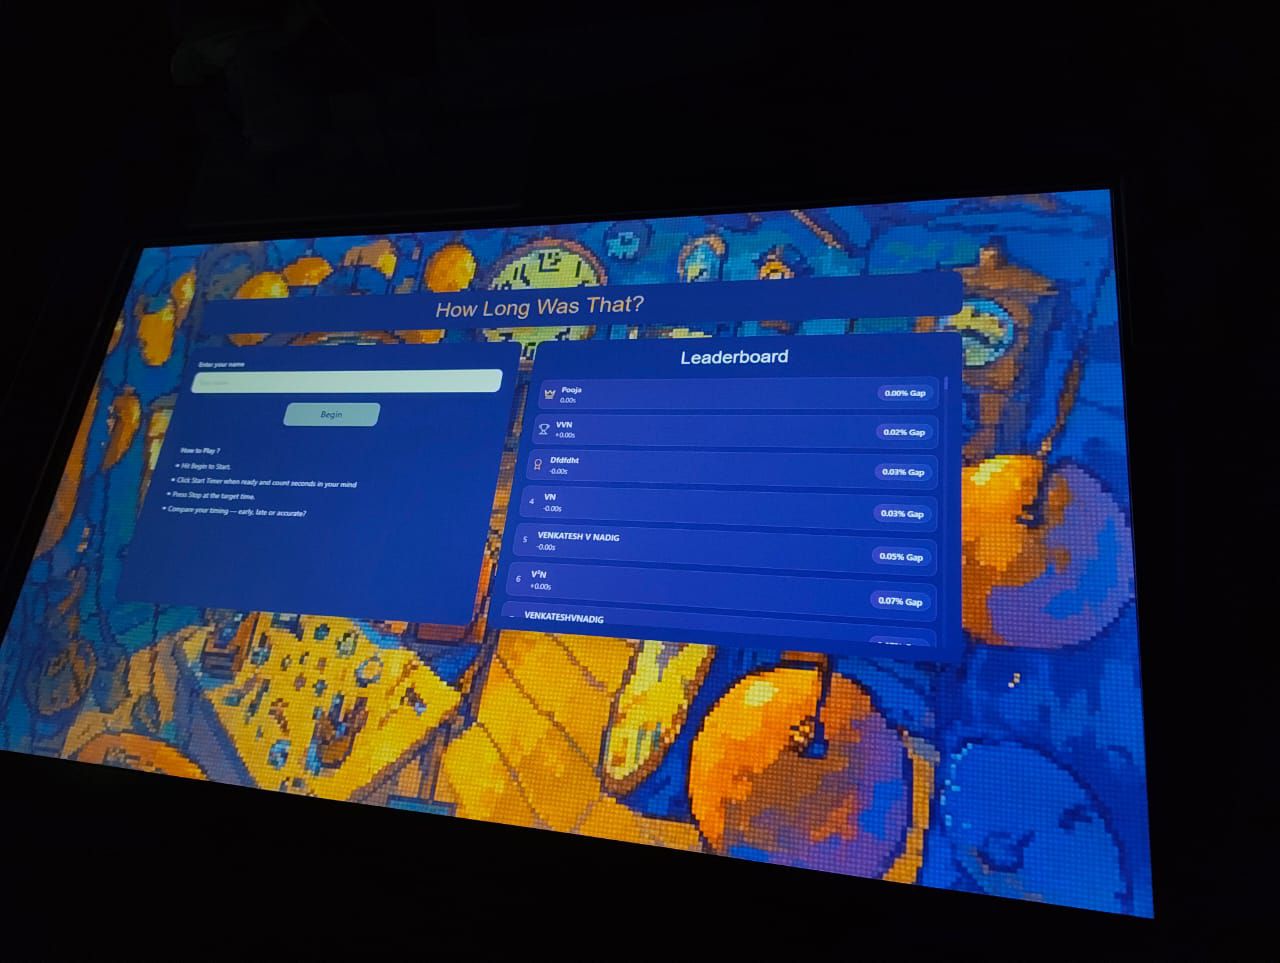 How Long Was That?
Enter your name
Begin
How to Play ?
• Hit Begin to Start.
• Click Start Timer when ready and count seconds in your mind
• Press Stop at the target time.
• Compare your timing — early, late or accurate?
Leaderboard
Pooja
0.00s
0.00% Gap
VVN
+0.00s
0.02% Gap
Dfdfdht
-0.00s
0.03% Gap
4
VN
-0.00s
0.03% Gap
5
VENKATESH V NADIG
-0.00s
0.05% Gap
6
V²N
+0.00s
0.07% Gap
VENKATESHVNADIG